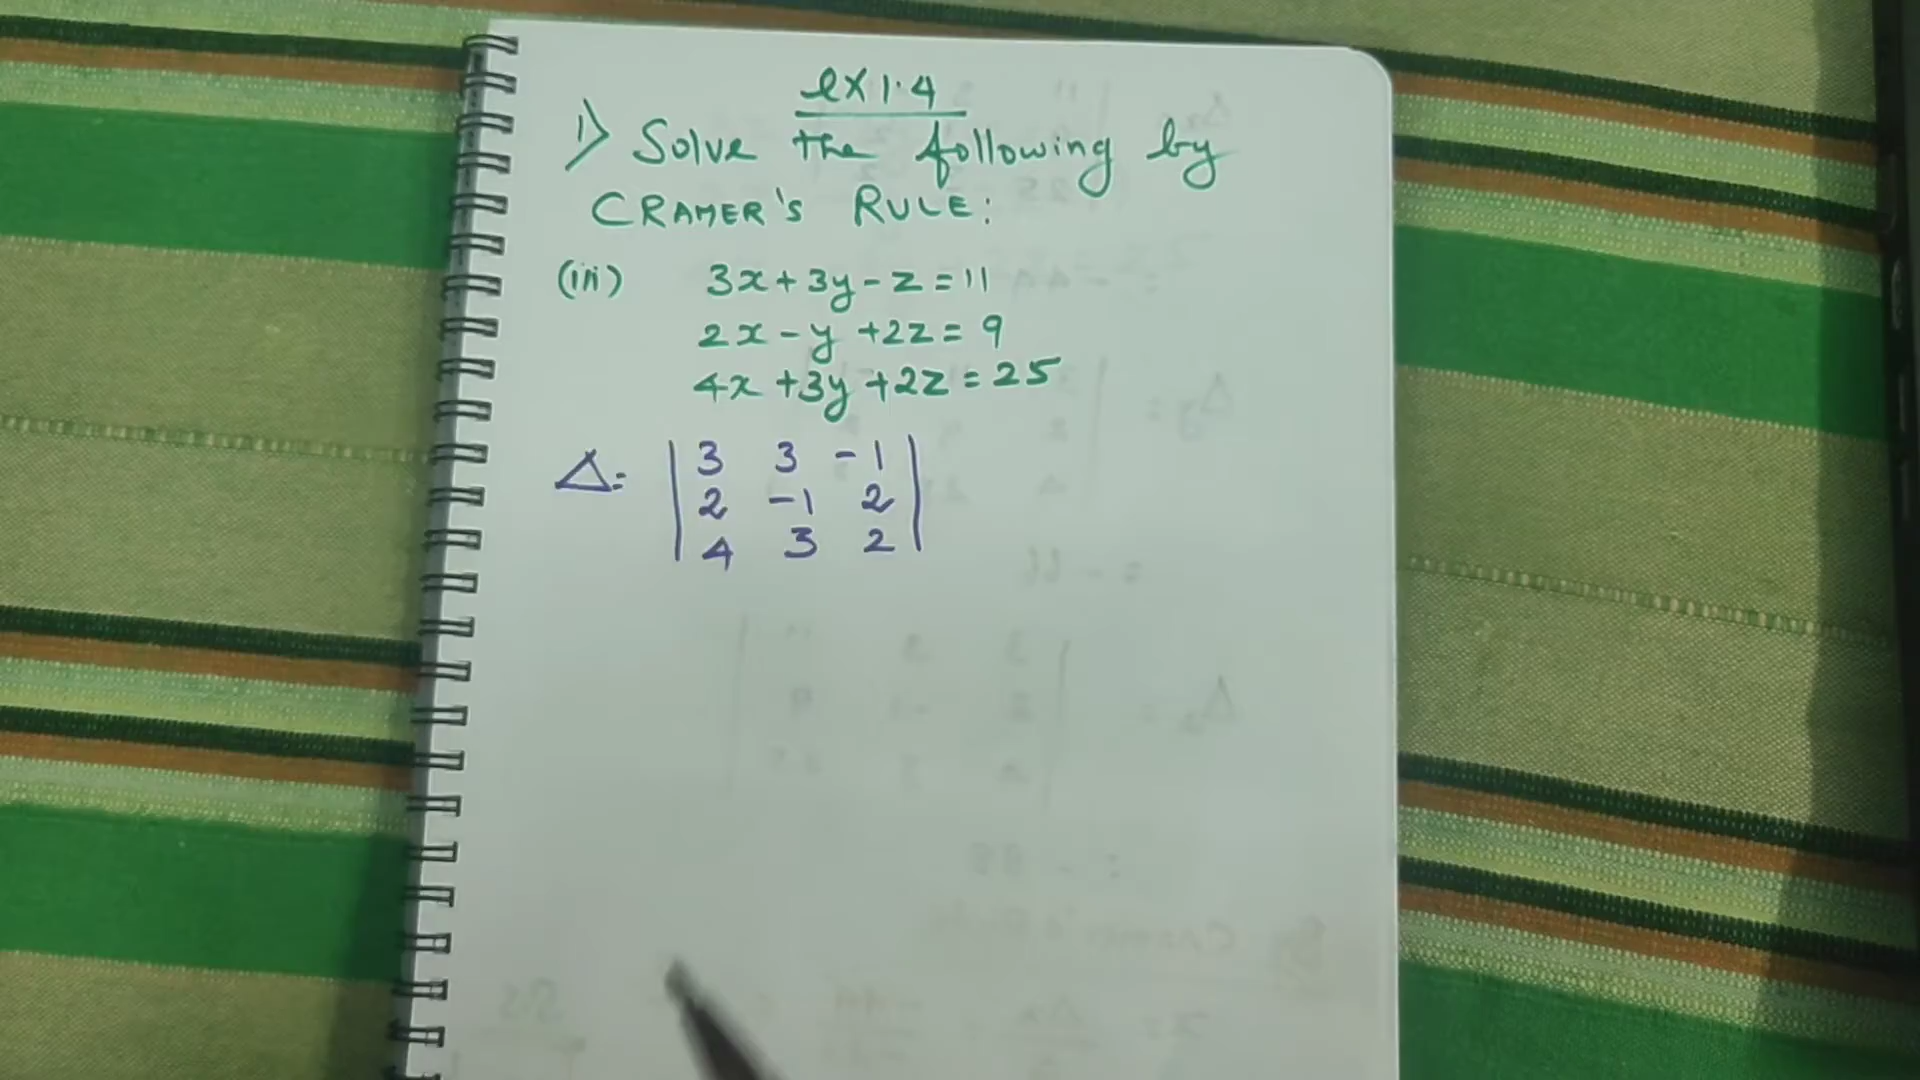 ex 1.4
1) Solve the following by
CRAMER'S RULE:
(iii) 3x+3y-z=11
2x-y+2z=9
4x+3y+2z=25
Δ= | 3 3 -1 |
| 2 -1 2 |
| 4 3 2 |